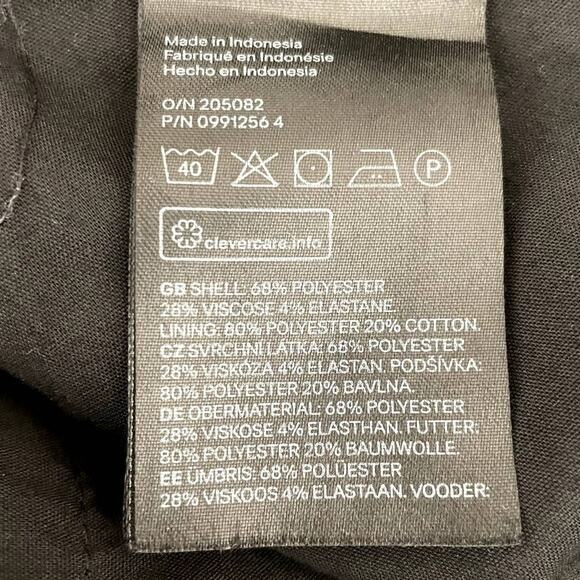 Made in Indonesia
Fabriqué en Indonésie
Hecho en Indonesia
O/N 205082
P/N 0991256 4
40 P
clevercare.info
GB SHELL: 68% POLYESTER
28% VISCOSE 4% ELASTANE.
LINING: 80% POLYESTER 20% COTTON.
CZ SVRCHNÍ LÁTKA: 68% POLYESTER
28% VISKÓZA 4% ELASTAN. PODŠÍVKA:
80% POLYESTER 20% BAVLNA.
DE OBERMATERIAL: 68% POLYESTER
28% VISKOSE 4% ELASTHAN. FUTTER:
80% POLYESTER 20% BAUMWOLLE.
EE UMBRIS: 68% POLÜESTER
28% VISKOOS 4% ELASTAAN. VOODER: